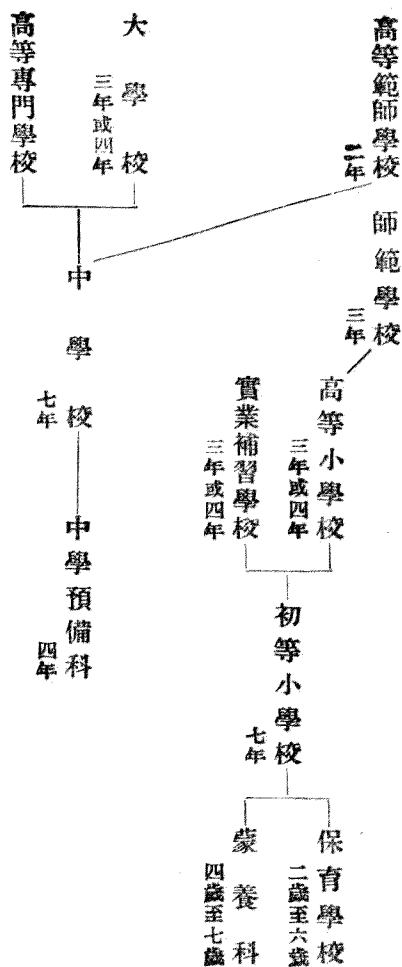 高等範師學校
二年
師範學校
三年
高等小學校
三年或四年
實業補習學校
三年或四年
初等小學校
七年
保育學校
二歲至六歲
蒙養科
四歲至七歲
大學校
三年或四年
高等專門學校
中學校
七年
中學預備科
四年